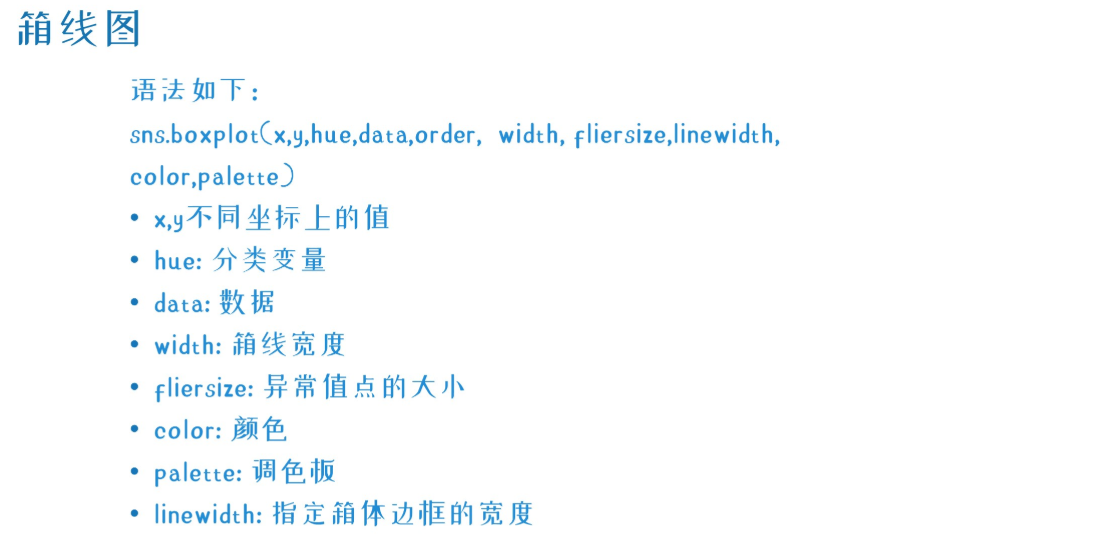 箱线图
语法如下：
sns.boxplot(x,y,hue,data,order, width, fliersize,linewidth,
color,palette)
• x,y不同坐标上的值
• hue: 分类变量
• data: 数据
• width: 箱线宽度
• fliersize: 异常值点的大小
• color: 颜色
• palette: 调色板
• linewidth: 指定箱体边框的宽度